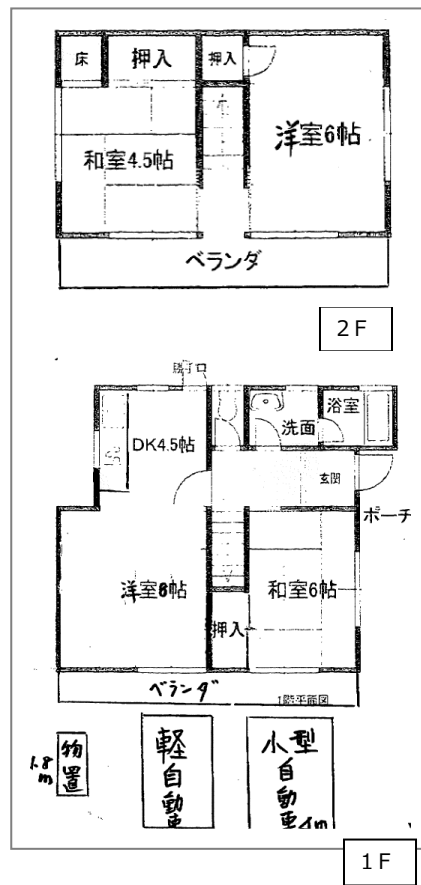 床 押入 押入
洋室6帖
和室4.5帖
ベランダ
2F
勝手口
浴室
洗面
DK4.5帖
玄関
ポーチ
洋室8帖 和室6帖
押入
ベランダ
1階平面図
物置
1.8m
軽自動車
小型自動車
1F